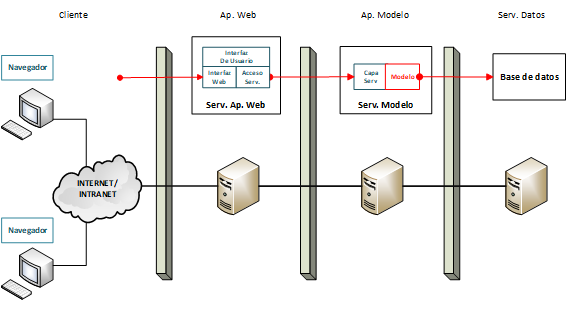 Cliente
Ap. Web
Ap. Modelo
Serv. Datos
Navegador
Interfaz
De Usuario
Interfaz
Web
Acceso
Serv.
Serv. Ap. Web
Capa
Serv
Modelo
Serv. Modelo
Base de datos
INTERNET/
INTRANET
Navegador